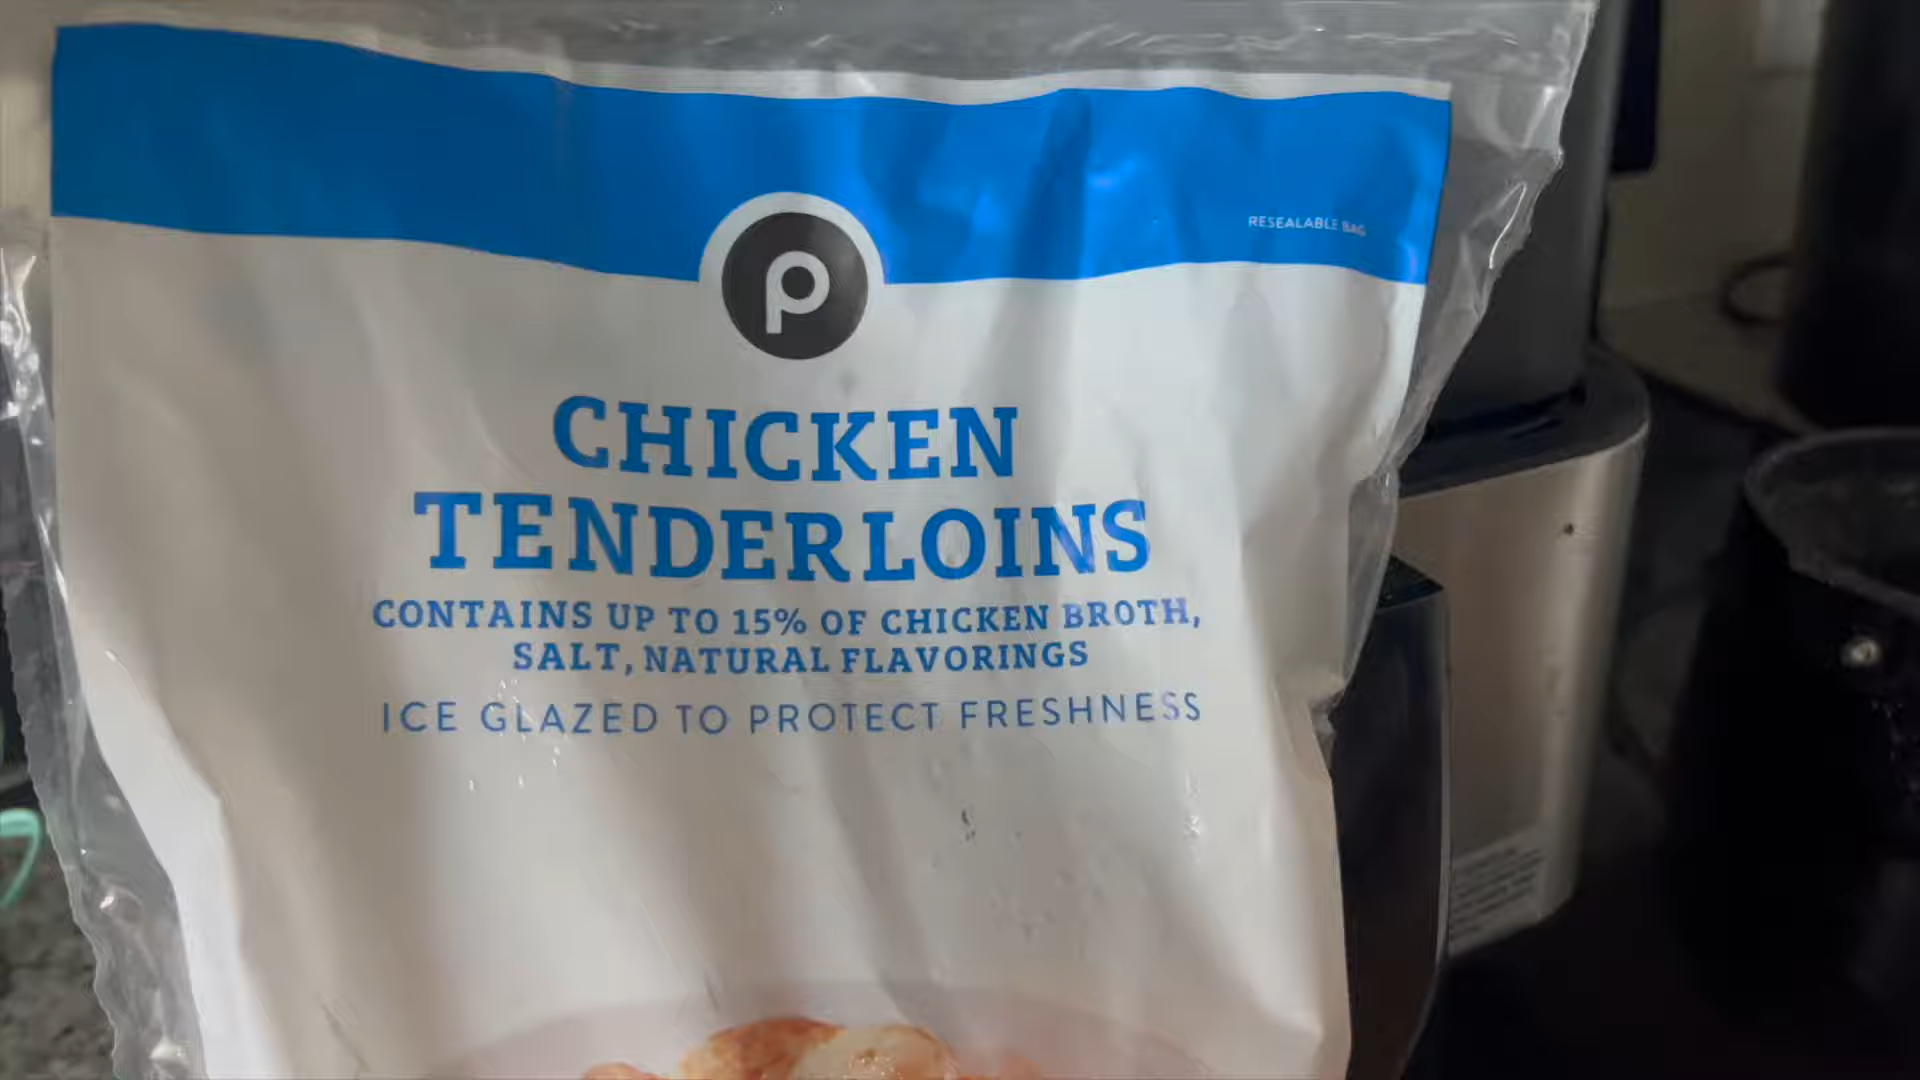 RESEALABLE BAG
P
CHICKEN
TENDERLOINS
CONTAINS UP TO 15% OF CHICKEN BROTH,
SALT, NATURAL FLAVORINGS
ICE GLAZED TO PROTECT FRESHNESS